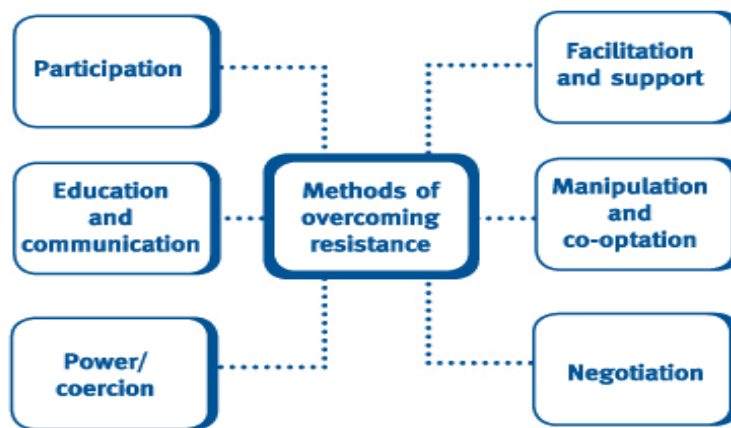 Participation
Facilitation
and support
Education
and
communication
Methods of
overcoming
resistance
Manipulation
and
co-optation
Power/
coercion
Negotiation